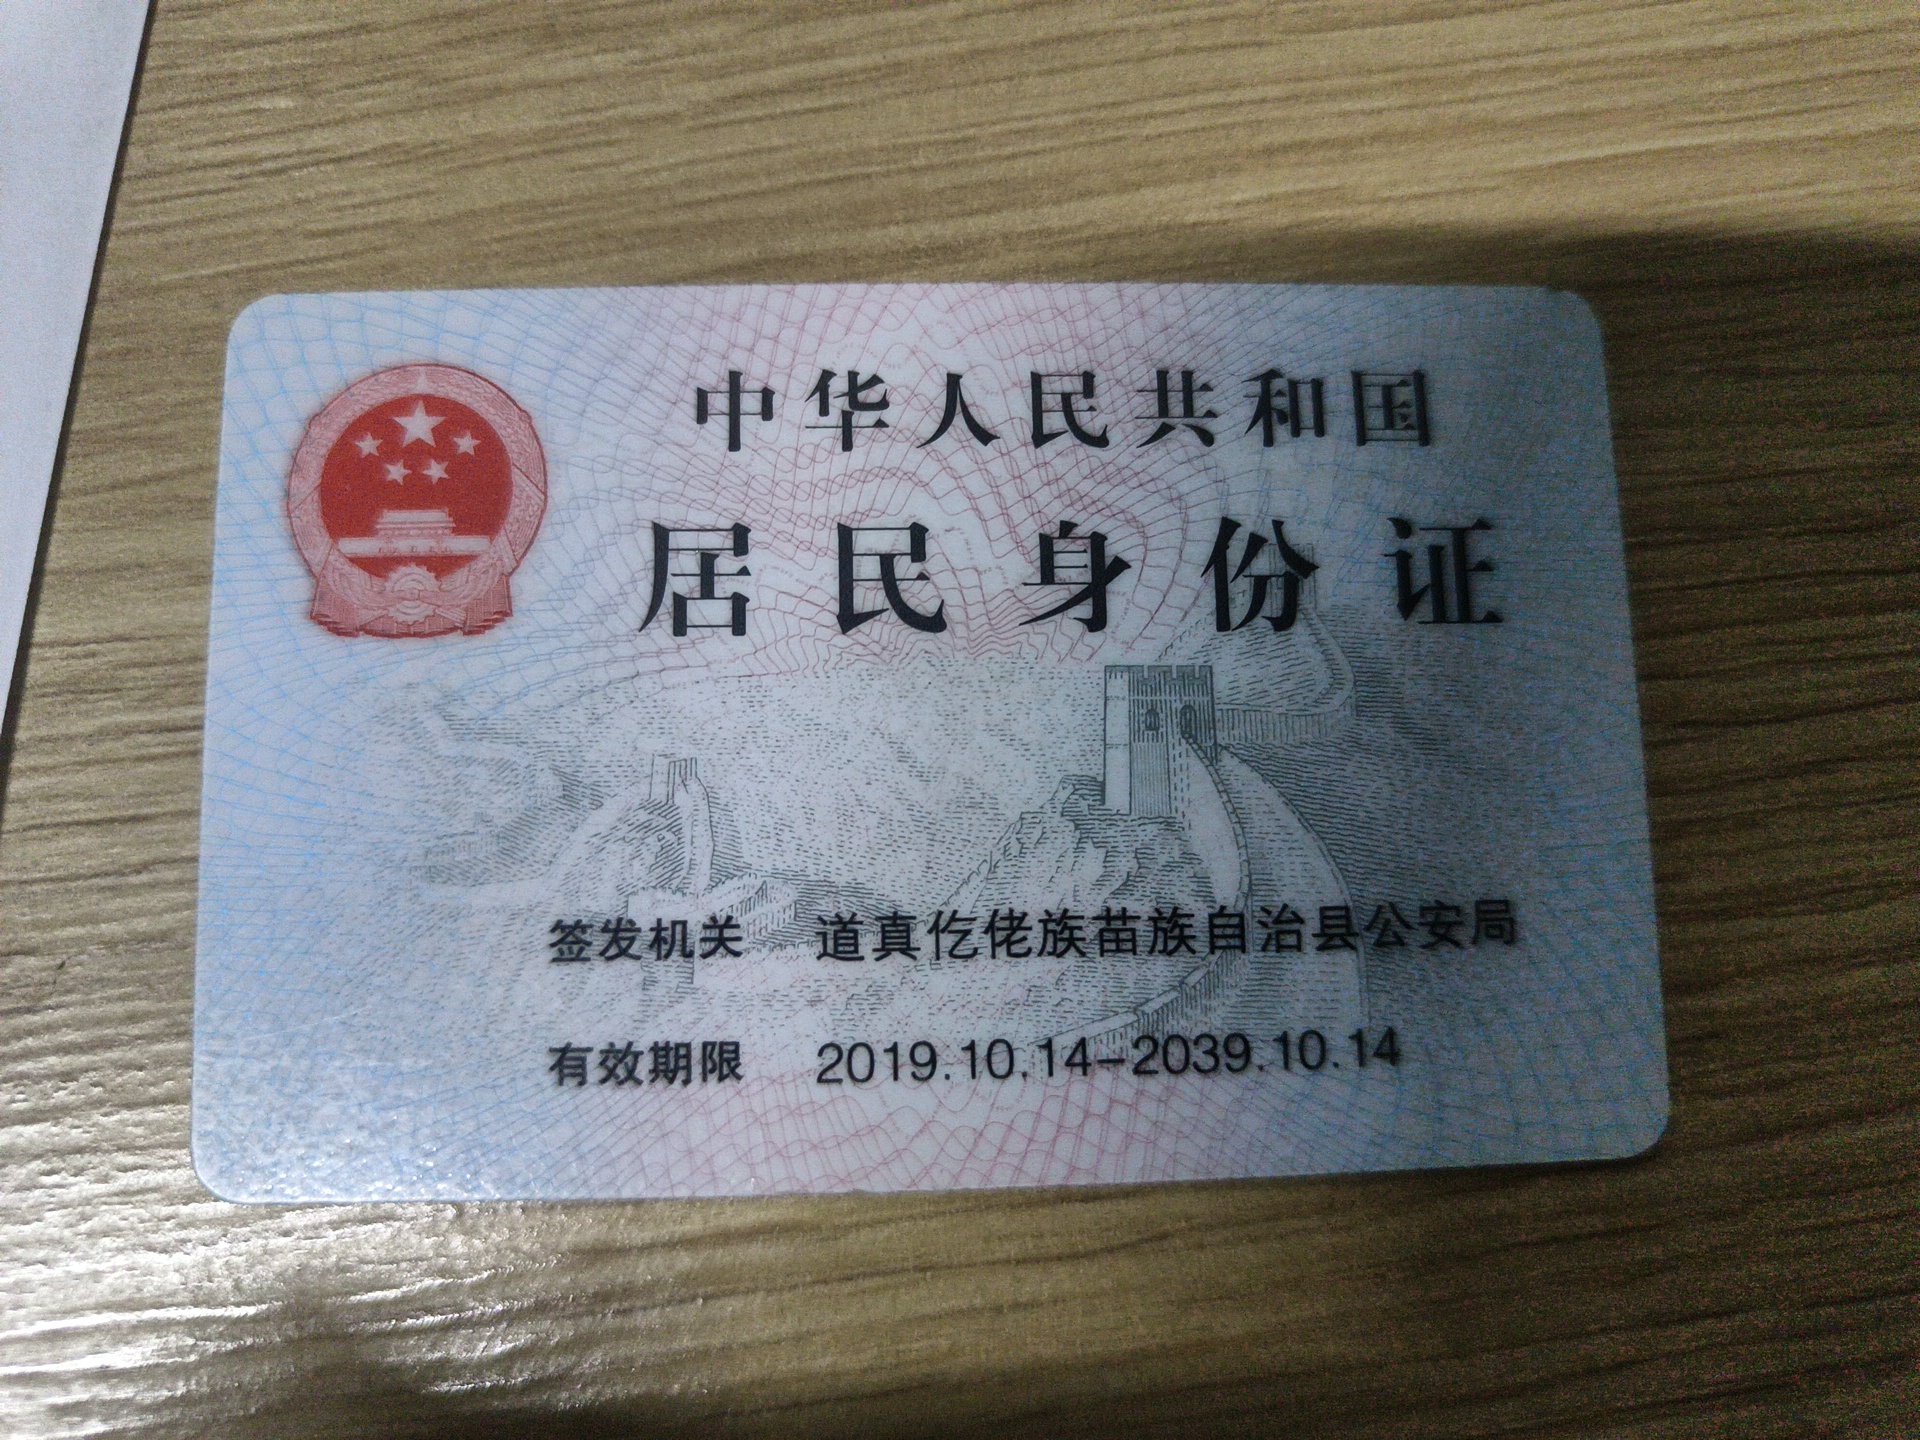 中华人民共和国
居民身份证
签发机关 道真仡佬族苗族自治县公安局
有效期限 2019.10.14-2039.10.14